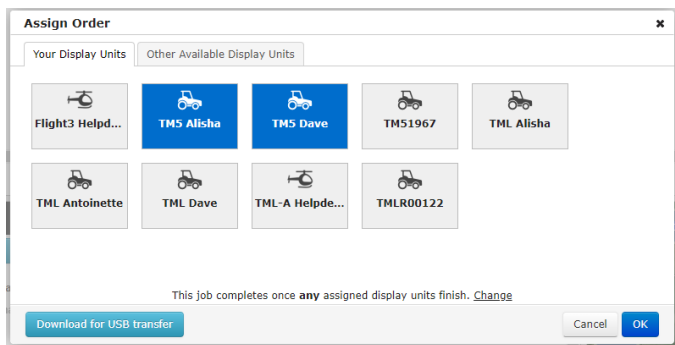 Assign Order
Your Display Units
Other Available Display Units
Flight3 Helpd...
TM5 Alisha
TM5 Dave
TM51967
TML Alisha
TML Antoinette
TML Dave
TML-A Helpde...
TMLR00122
This job completes once any assigned display units finish. Change
Download for USB transfer
Cancel
OK